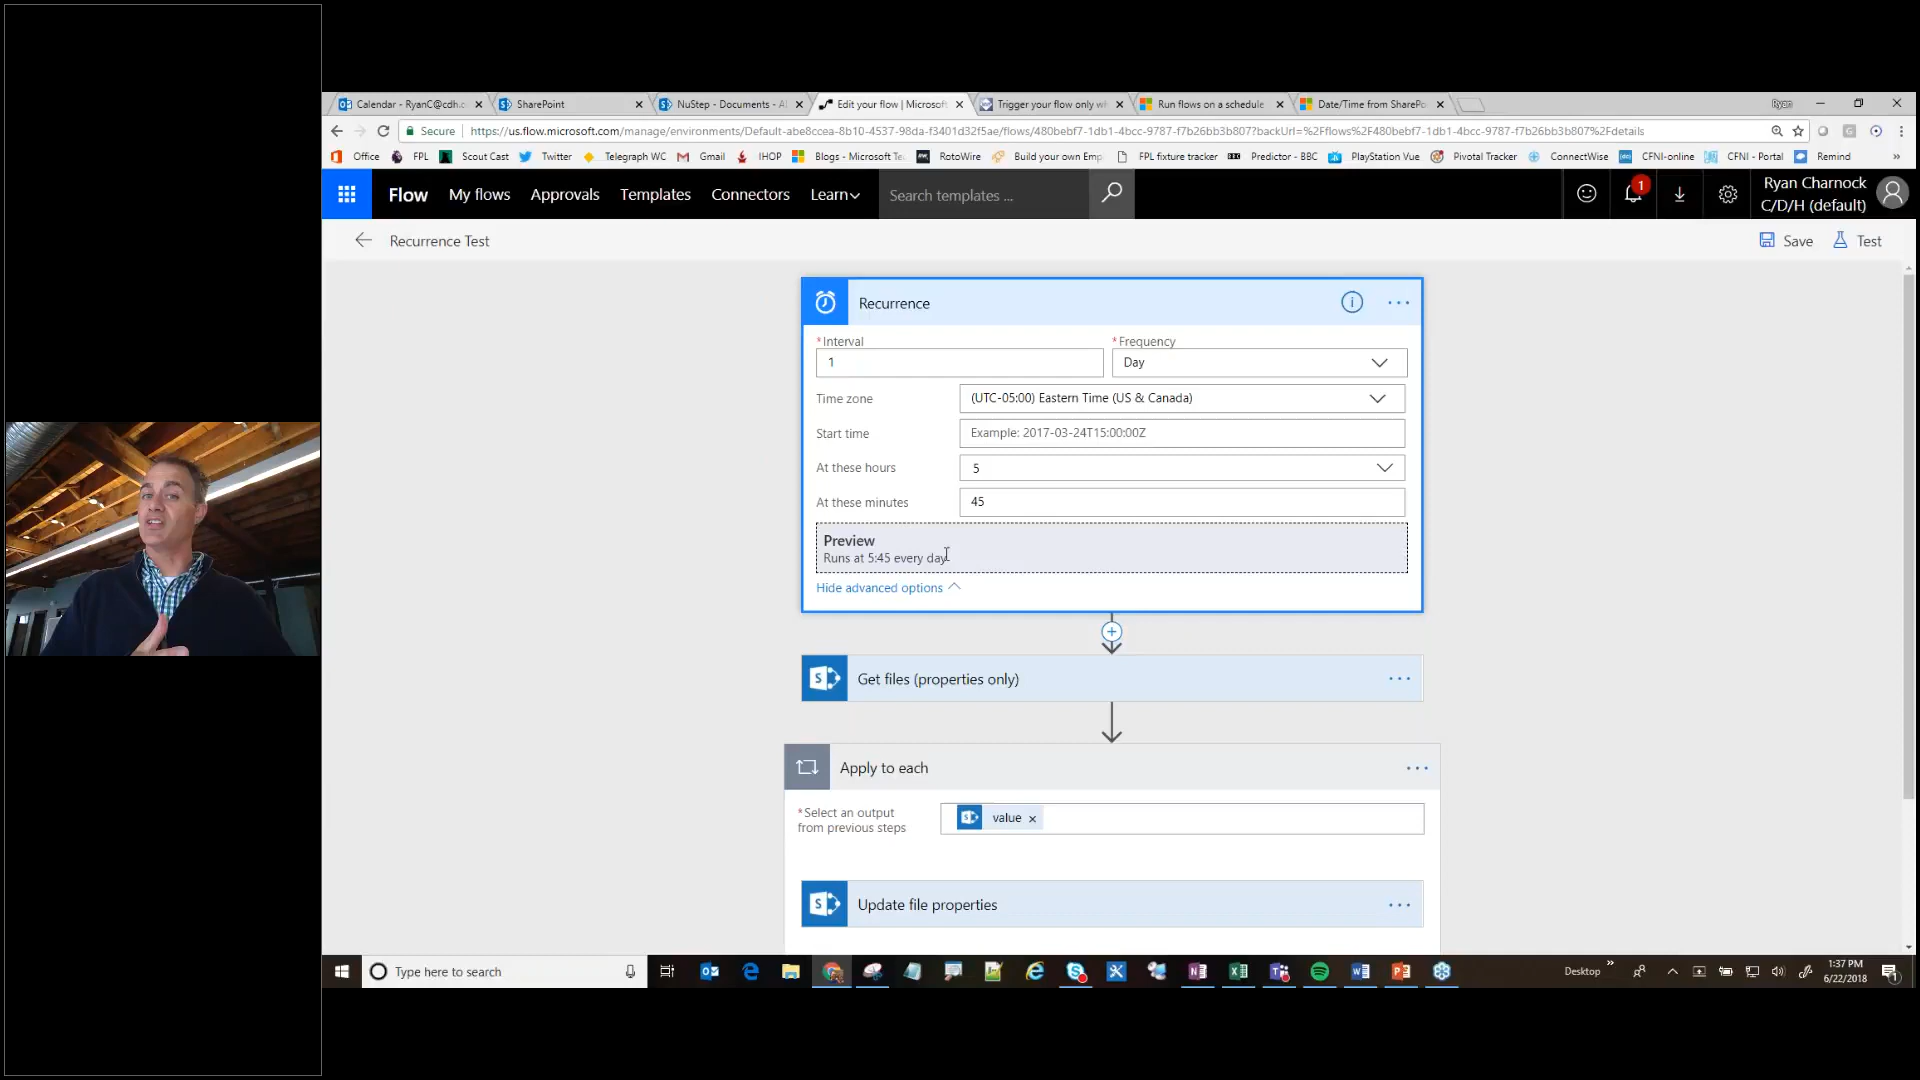 Calendar - RyanC@cdh.c
SharePoint
NuStep - Documents - Al
Edit your flow | Microsoft
Trigger your flow only wh
Run flows on a schedule
Date/Time from SharePo
Ryan
Secure
https://us.flow.microsoft.com/manage/environments/Default-abe8ccea-8b10-4537-98da-f3401d32f5ae/flows/480bebf7-1db1-4bcc-9787-f7b26bb3b807?backUrl=%2Fflows%2F480bebf7-1db1-4bcc-9787-f7b26bb3b807%2Fdetails
Office
FPL
Scout Cast
Twitter
Telegraph WC
Gmail
IHOP
Blogs - Microsoft Te
RotoWire
Build your own Emp
FPL fixture tracker
Predictor - BBC
PlayStation Vue
Pivotal Tracker
ConnectWise
CFNI-online
CFNI - Portal
Remind
»
Flow
My flows
Approvals
Templates
Connectors
Learn
Search templates ...
1
Ryan Charnock
C/D/H (default)
Recurrence Test
Save
Test
Recurrence
*Interval
*Frequency
1
Day
Time zone
(UTC-05:00) Eastern Time (US & Canada)
Start time
Example: 2017-03-24T15:00:00Z
At these hours
5
At these minutes
45
Preview
Runs at 5:45 every day
Hide advanced options
Get files (properties only)
Apply to each
*Select an output
from previous steps
value
Update file properties
Type here to search
Desktop
1:37 PM
6/22/2018